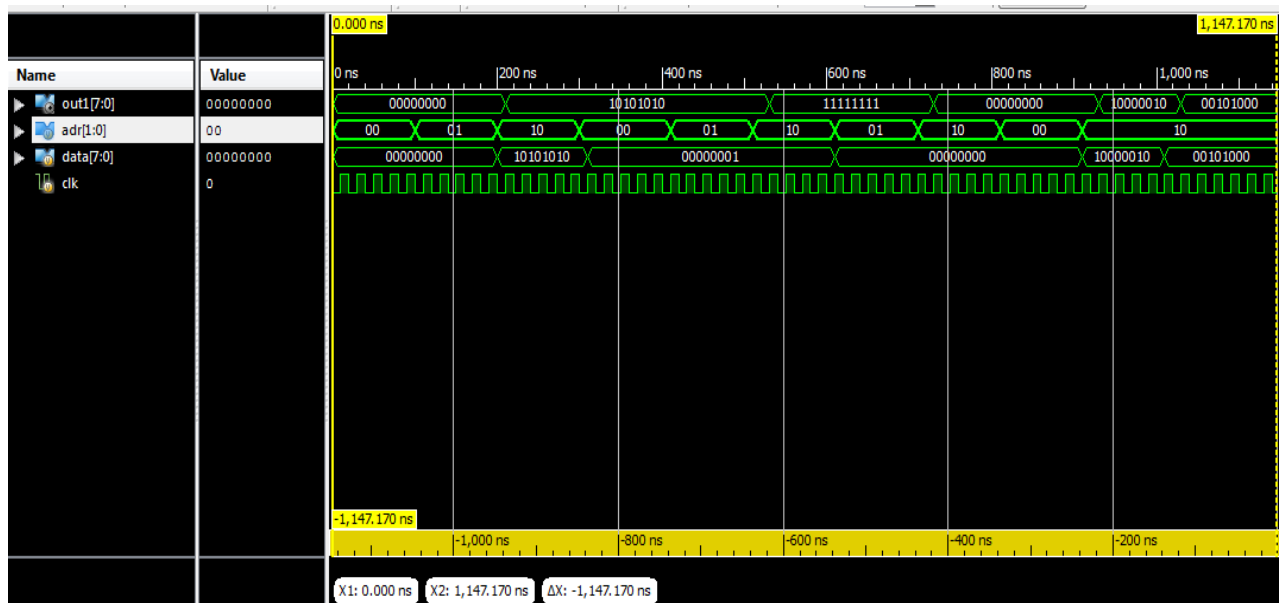 0.000 ns 1,147.170 ns
Name Value 0 ns 200 ns 400 ns 600 ns 800 ns 1,000 ns
out1[7:0] 00000000 00000000 10101010 11111111 00000000 10000010 00101000
adr[1:0] 00 00 01 10 00 01 10 01 10 00 10
data[7:0] 00000000 00000000 10101010 00000001 00000000 10000010 00101000
clk 0
-1,147.170 ns
-1,000 ns -800 ns -600 ns -400 ns -200 ns
X1: 0.000 ns X2: 1,147.170 ns ΔX: -1,147.170 ns